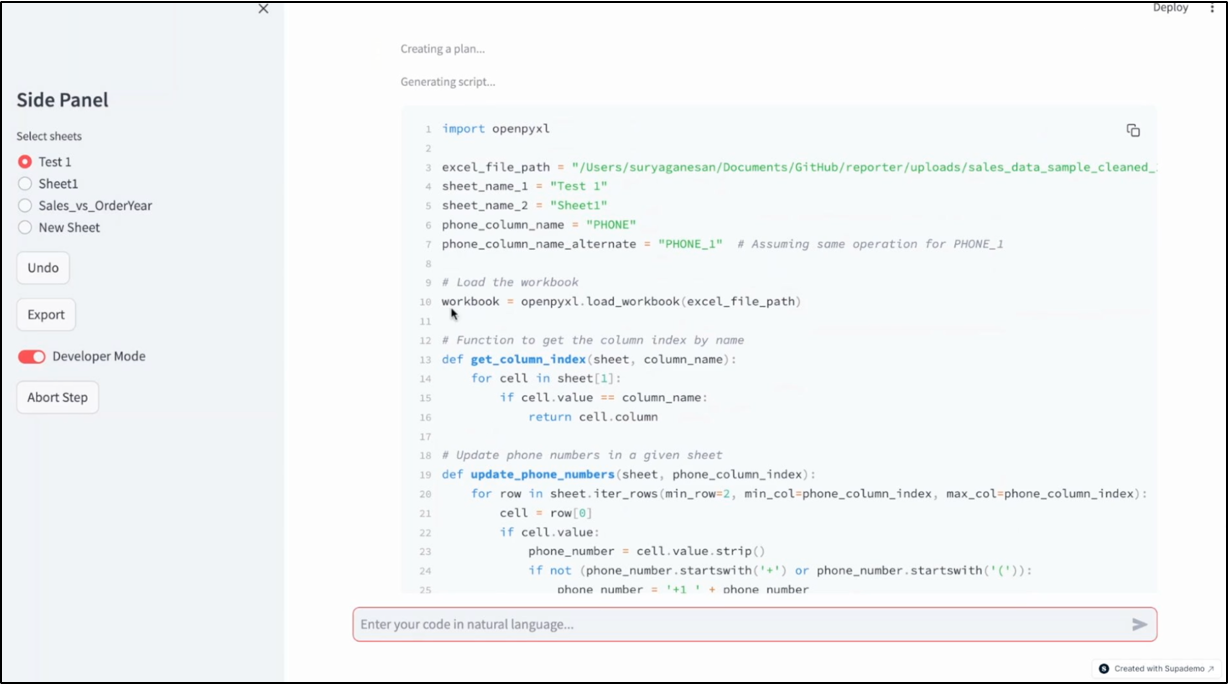 Deploy
Side Panel
Select sheets
Test 1
Sheet1
Sales_vs_OrderYear
New Sheet
Undo
Export
Developer Mode
Abort Step
Creating a plan...
Generating script...
1 import openpyxl
2
3 excel_file_path = "/Users/suryaganesan/Documents/GitHub/reporter/uploads/sales_data_sample_cleaned_
4 sheet_name_1 = "Test 1"
5 sheet_name_2 = "Sheet1"
6 phone_column_name = "PHONE"
7 phone_column_name_alternate = "PHONE_1"  # Assuming same operation for PHONE_1
8
9 # Load the workbook
10 workbook = openpyxl.load_workbook(excel_file_path)
11
12 # Function to get the column index by name
13 def get_column_index(sheet, column_name):
14     for cell in sheet[1]:
15         if cell.value == column_name:
16             return cell.column
17
18 # Update phone numbers in a given sheet
19 def update_phone_numbers(sheet, phone_column_index):
20     for row in sheet.iter_rows(min_row=2, min_col=phone_column_index, max_col=phone_column_index):
21         cell = row[0]
22         if cell.value:
23             phone_number = cell.value.strip()
24             if not (phone_number.startswith('+') or phone_number.startswith('(')):
25                 phone_number = '+1 ' + phone_number
Enter your code in natural language...
Created with Supademo ↗